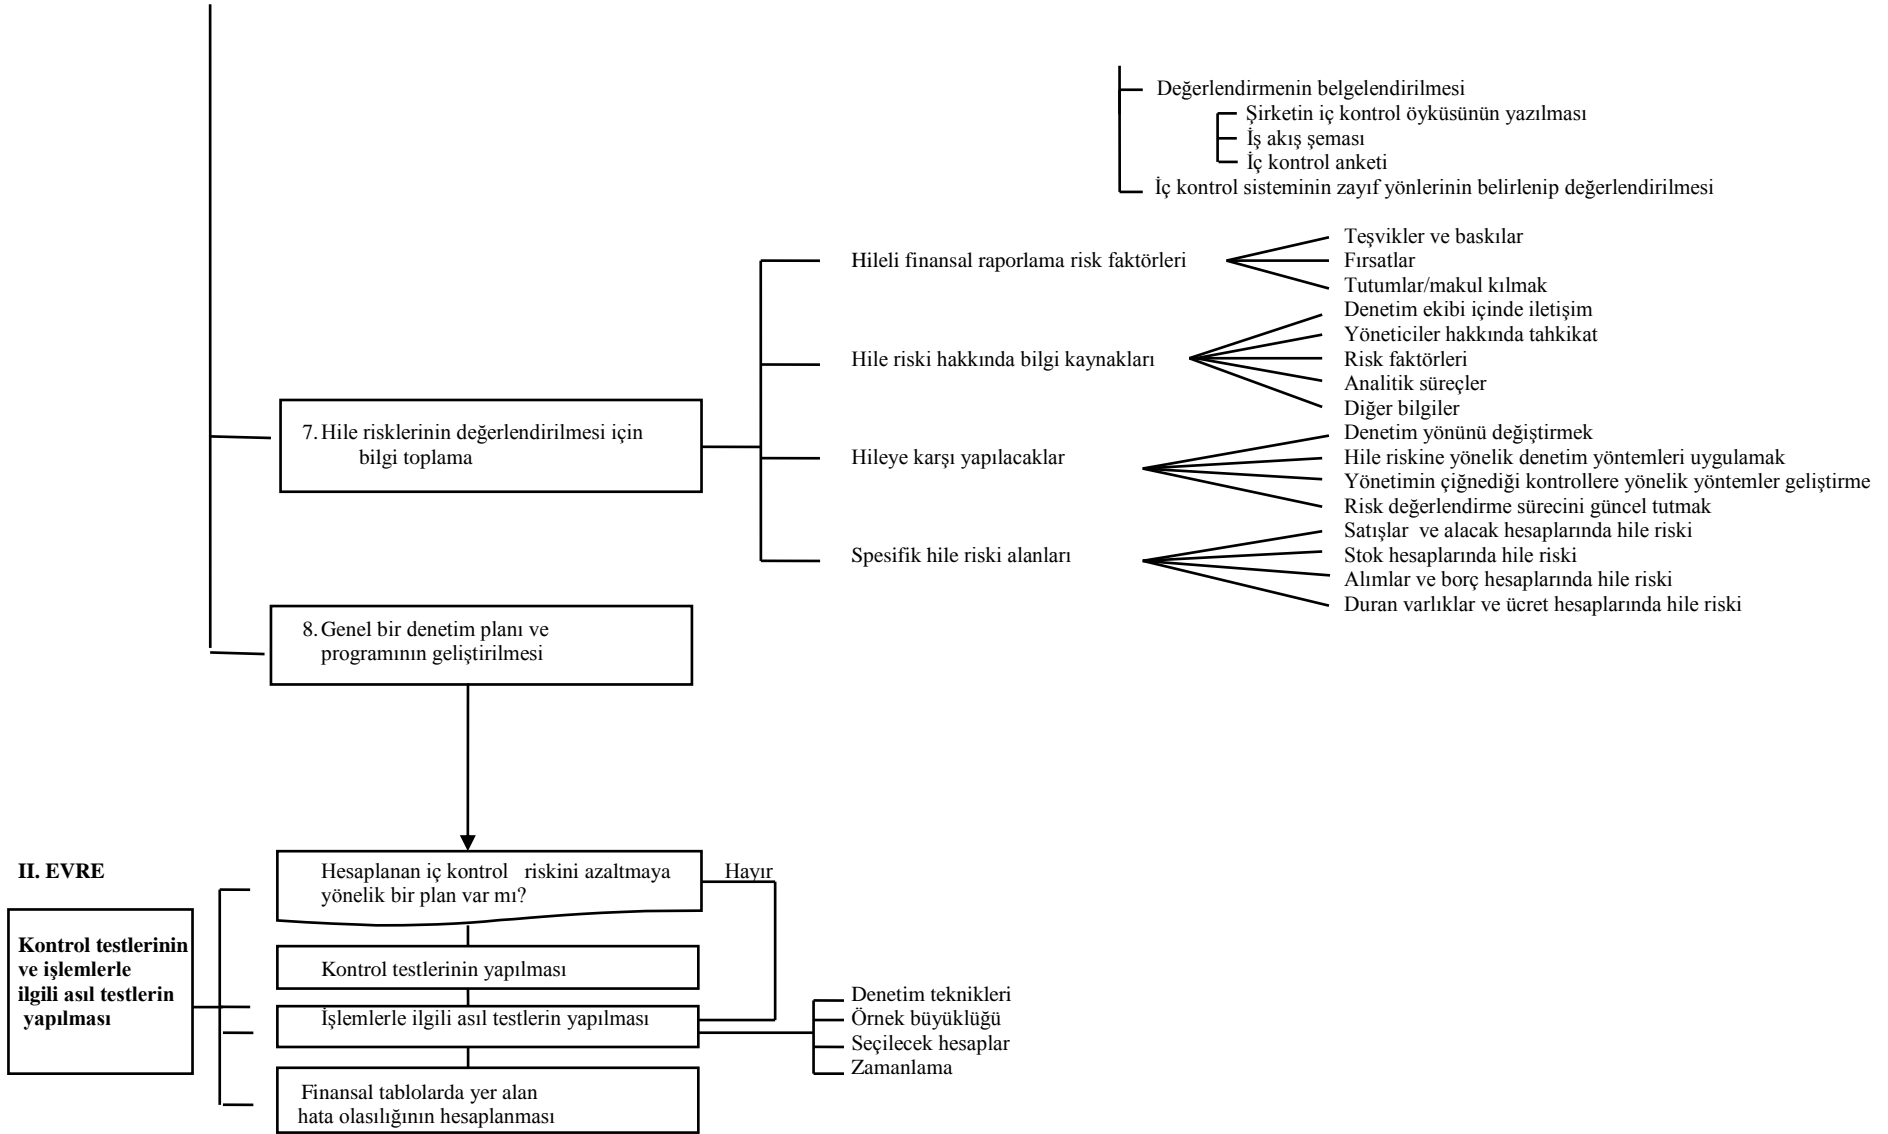 Değerlendirmenin belgelendirilmesi
Şirketin iç kontrol öyküsünün yazılması
İş akış şeması
İç kontrol anketi
İç kontrol sisteminin zayıf yönlerinin belirlenip değerlendirilmesi
7. Hile risklerinin değerlendirilmesi için
bilgi toplama
Hileli finansal raporlama risk faktörleri
Teşvikler ve baskılar
Fırsatlar
Tutumlar/makul kılmak
Hile riski hakkında bilgi kaynakları
Denetim ekibi içinde iletişim
Yöneticiler hakkında tahkikat
Risk faktörleri
Analitik süreçler
Diğer bilgiler
Hileye karşı yapılacaklar
Denetim yönünü değiştirmek
Hile riskine yönelik denetim yöntemleri uygulamak
Yönetimin çiğnediği kontrollere yönelik yöntemler geliştirme
Risk değerlendirme sürecini güncel tutmak
Spesifik hile riski alanları
Satışlar ve alacak hesaplarında hile riski
Stok hesaplarında hile riski
Alımlar ve borç hesaplarında hile riski
Duran varlıklar ve ücret hesaplarında hile riski
8. Genel bir denetim planı ve
programının geliştirilmesi
II. EVRE
Kontrol testlerinin
ve işlemlerle
ilgili asıl testlerin
yapılması
Hesaplanan iç kontrol riskini azaltmaya
yönelik bir plan var mı?
Hayır
Kontrol testlerinin yapılması
İşlemlerle ilgili asıl testlerin yapılması
Denetim teknikleri
Örnek büyüklüğü
Seçilecek hesaplar
Zamanlama
Finansal tablolarda yer alan
hata olasılığının hesaplanması